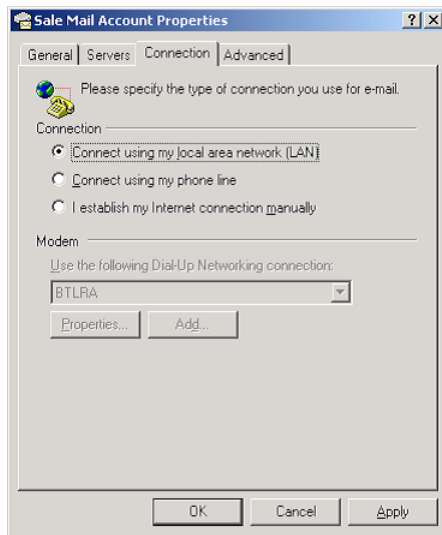 Sale Mail Account Properties
General Servers Connection Advanced
Please specify the type of connection you use for e-mail.
Connection
Connect using my local area network (LAN)
Connect using my phone line
I establish my Internet connection manually
Modem
Use the following Dial-Up Networking connection:
BTLRA
Properties... Add...
OK Cancel Apply